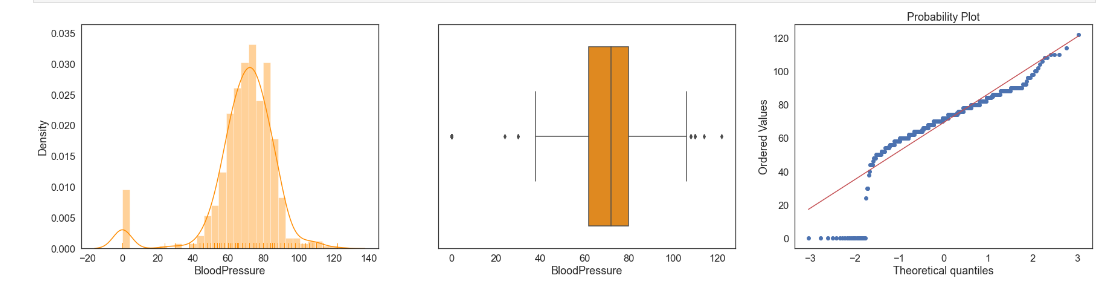 0.035
0.030
0.025
0.020
0.015
0.010
0.005
0.000
Density
−20 0 20 40 60 80 100 120 140
BloodPressure
0 20 40 60 80 100 120
BloodPressure
Probability Plot
120
100
80
60
40
20
0
Ordered Values
−3 −2 −1 0 1 2 3
Theoretical quantiles